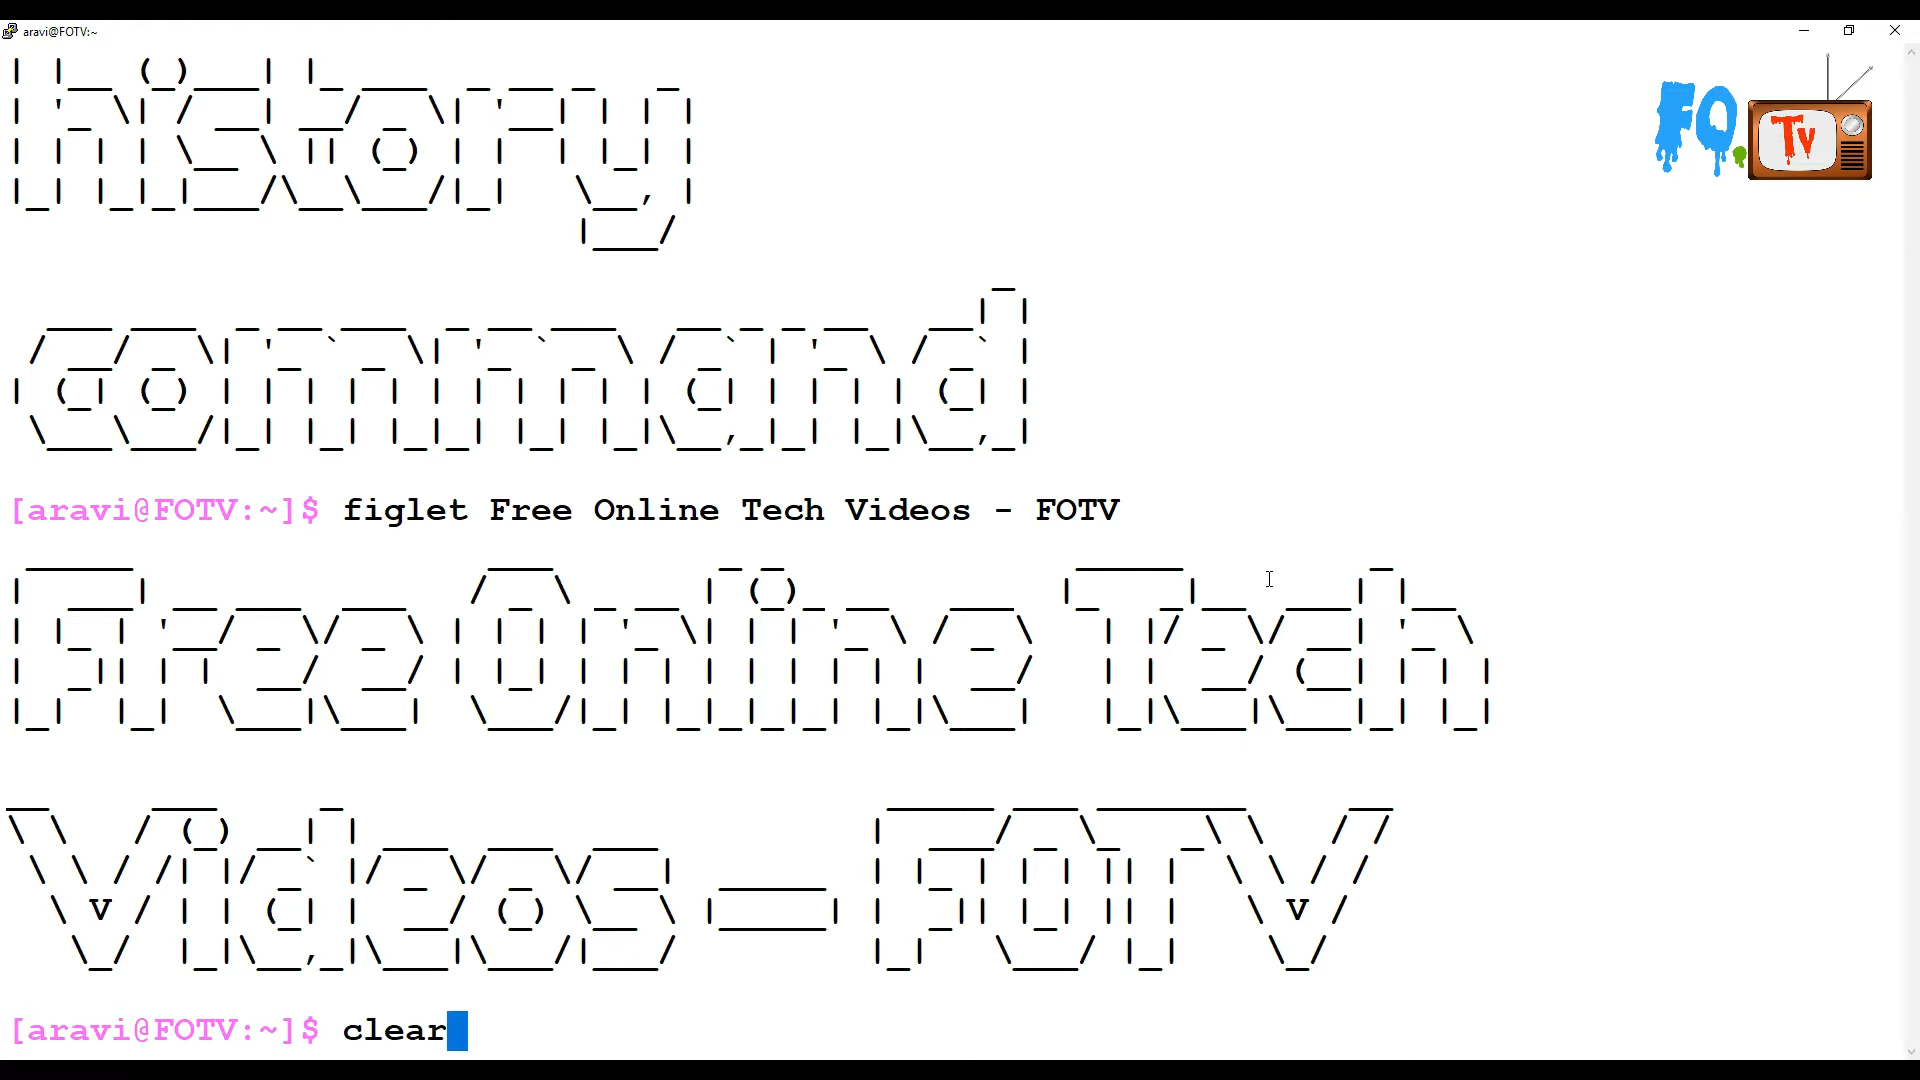 aravi@FOTV:~
FO.
Tv
history
command
[aravi@FOTV:~]$ figlet Free Online Tech Videos - FOTV
Free Online Tech
Videos - FOTV
[aravi@FOTV:~]$ clear